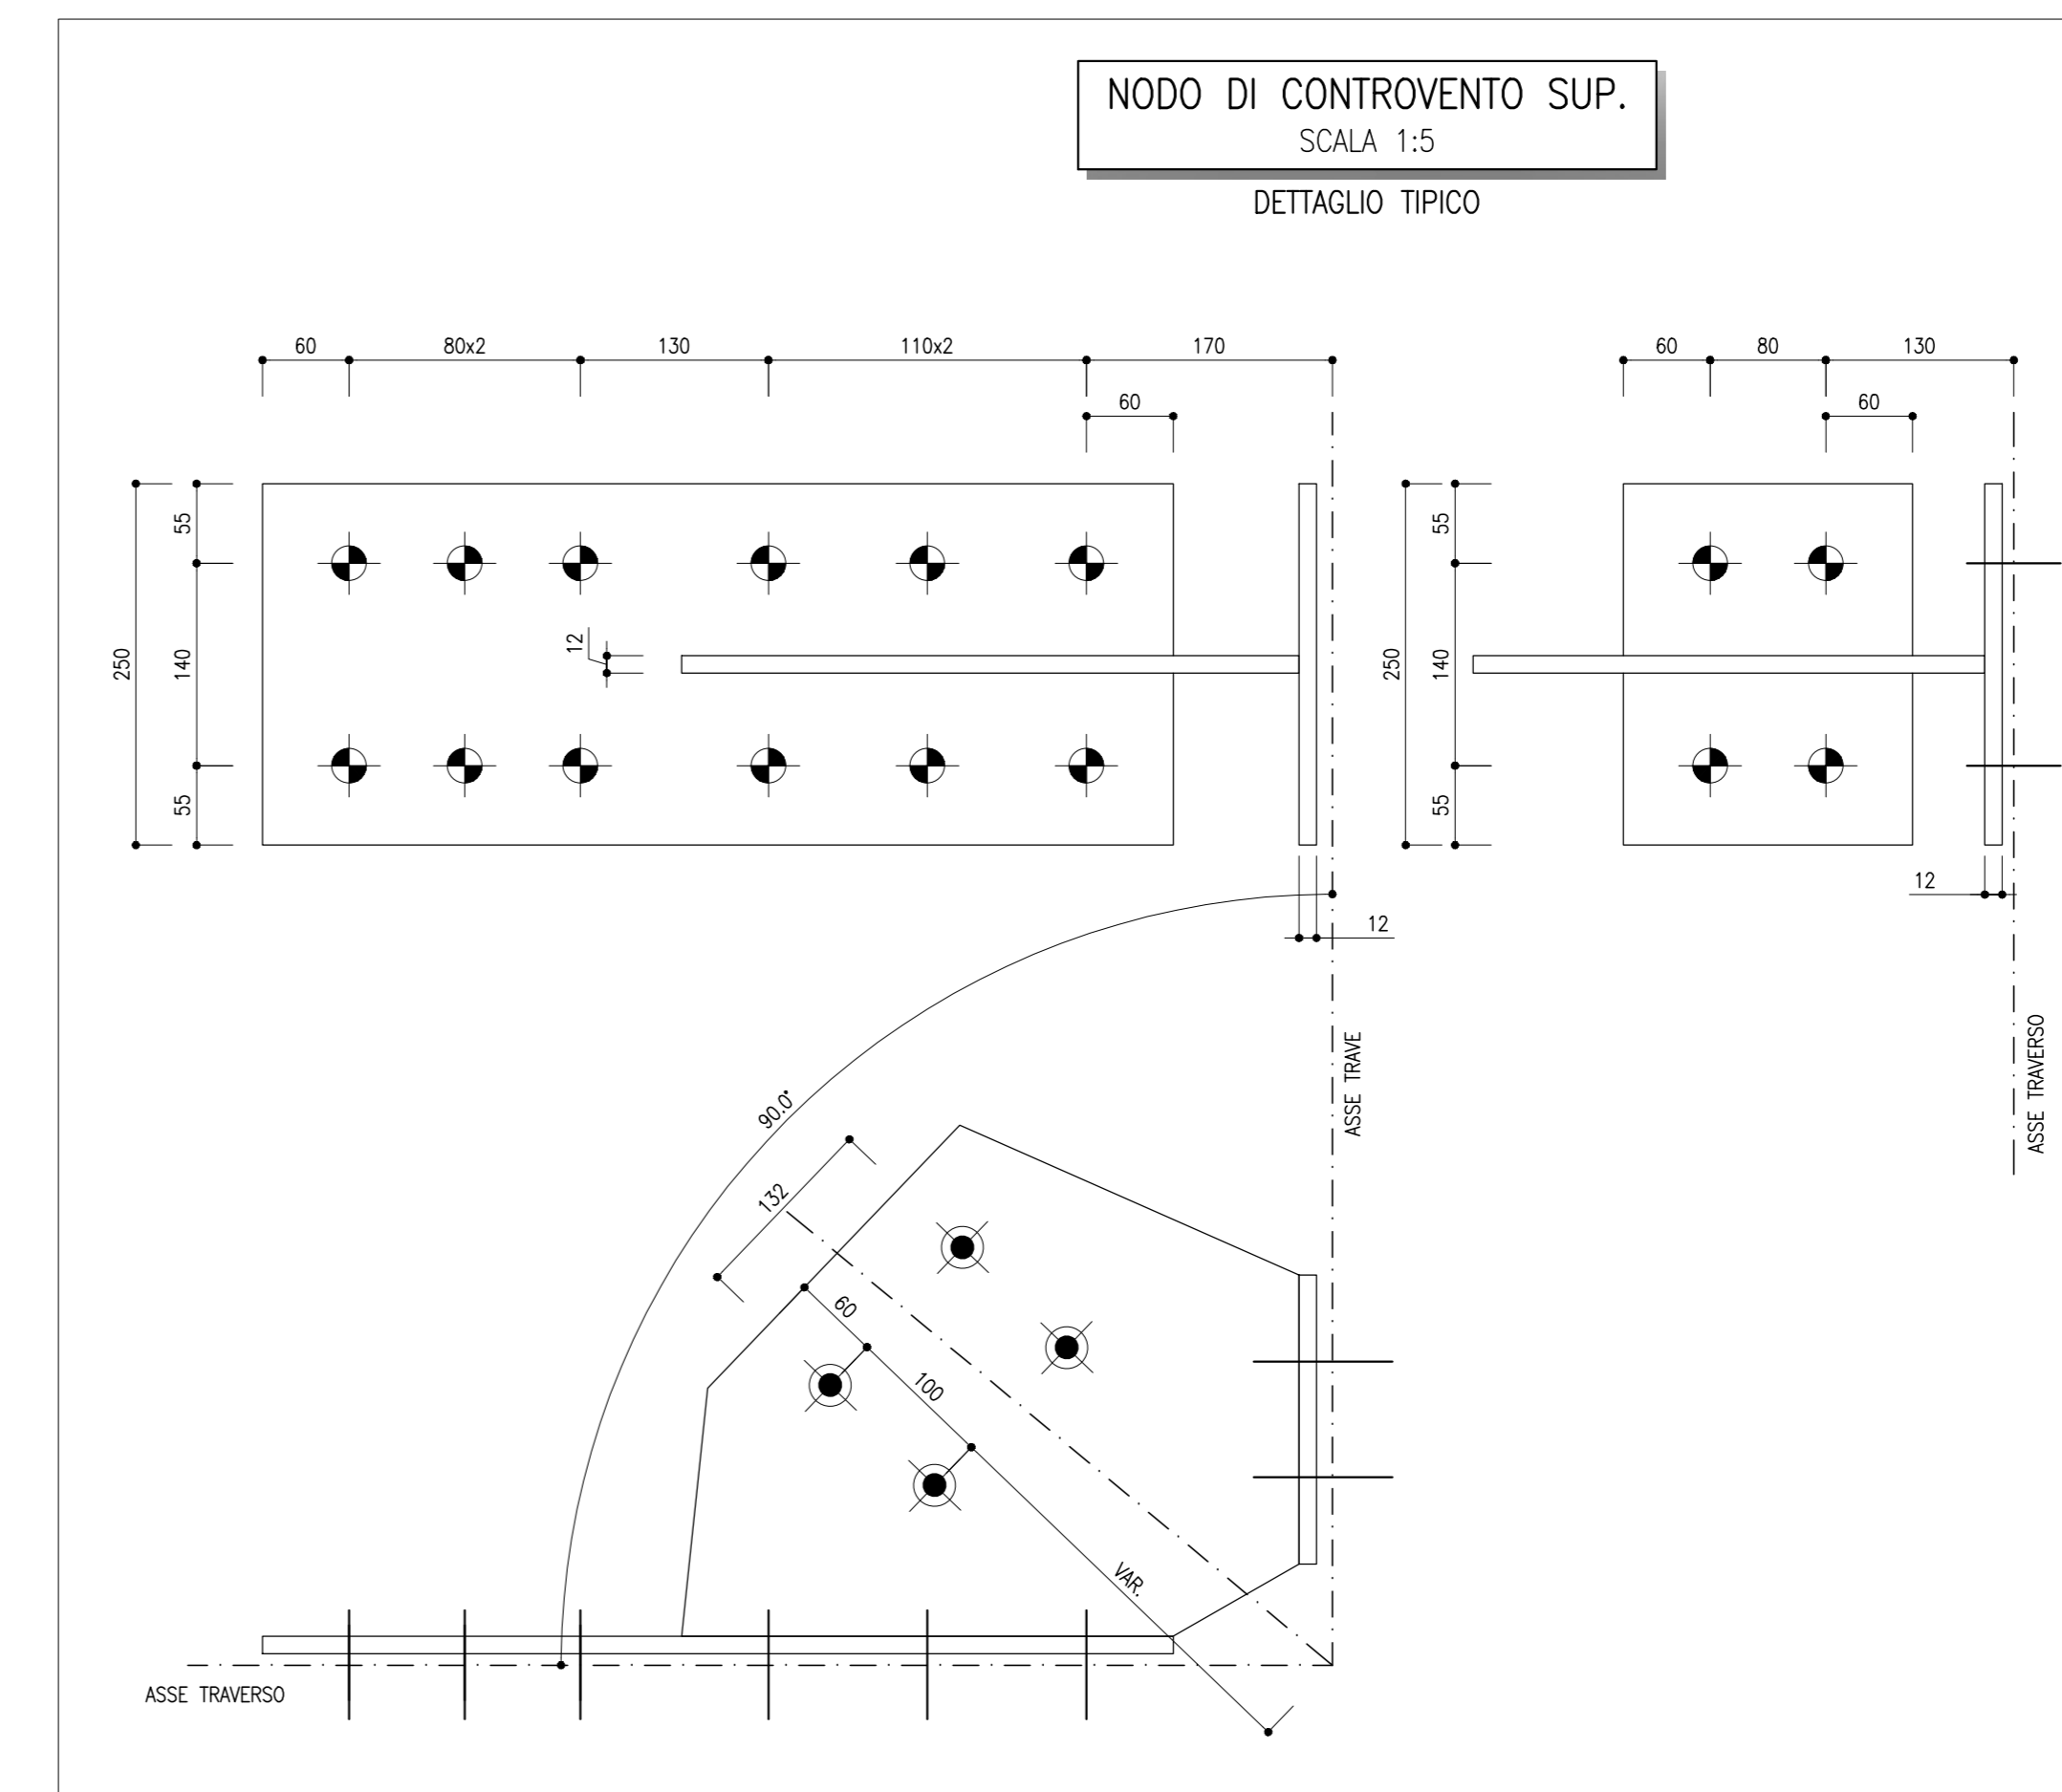 NODO DI CONTROVENTO SUP.
SCALA 1:5
DETTAGLIO TIPICO
60 80x2 130 110x2 170
60
60 80 130
60
55
140
55
250
12
55
140
55
250
12
12
ASSE TRAVE
ASSE TRAVERSO
90.0°
132
60
100
VAR.
ASSE TRAVERSO